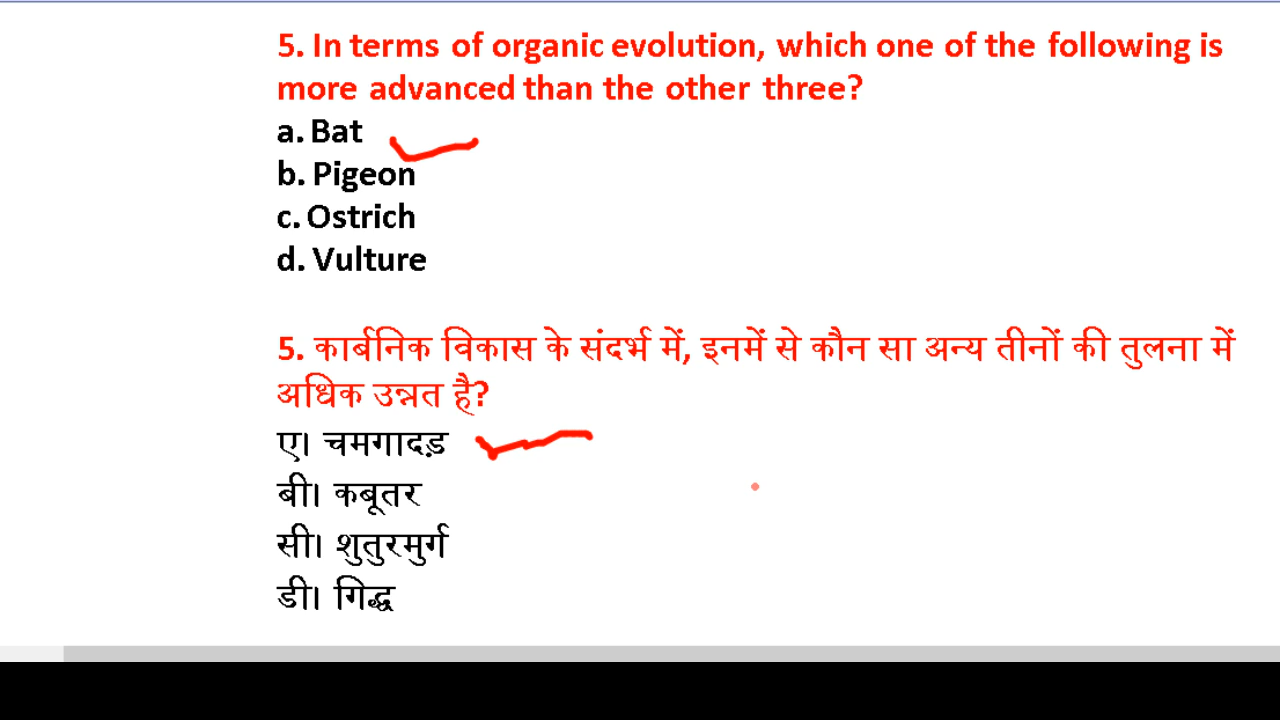 5. In terms of organic evolution, which one of the following is
more advanced than the other three?
a. Bat
b. Pigeon
c. Ostrich
d. Vulture
5. कार्बनिक विकास के संदर्भ में, इनमें से कौन सा अन्य तीनों की तुलना में
अधिक उन्नत है?
ए। चमगादड़
बी। कबूतर
सी। शुतुरमुर्ग
डी। गिद्ध